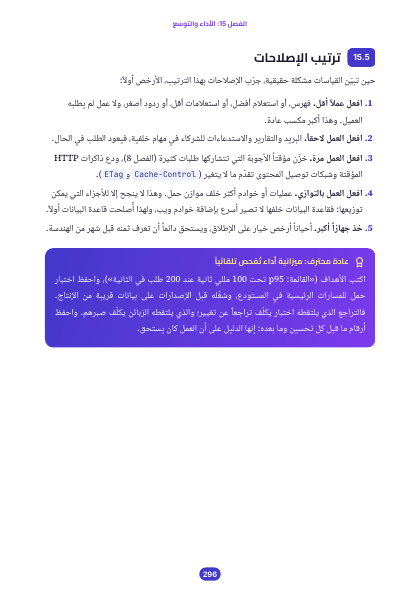 الفصل 15: الأداء والتوسع
15.5 ترتيب الإصلاحات
حين تبيّن القياسات مشكلة حقيقية، جرّب الإصلاحات بهذا الترتيب، الأرخص أولاً:
1. افعل عملاً أقل. فهرس، أو استعلام أفضل، أو استعلامات أقل، أو ردود أصغر، ولا عمل لم يطلبه
العميل. وهذا أكبر مكسب عادة.
2. افعل العمل لاحقاً. البريد والتقارير والاستدعاءات للشركاء في مهام خلفية، فيعود الطلب في الحال.
3. افعل العمل مرة. خزّن مؤقتاً الأجوبة التي تتشاركها طلبات كثيرة (الفصل 8)، ودع ذاكرات HTTP
المؤقتة وشبكات توصيل المحتوى تقدّم ما لا يتغير (Cache-Control و ETag).
4. افعل العمل بالتوازي. عمليات أو خوادم أكثر خلف موازن حمل. وهذا لا ينجح إلا للأجزاء التي يمكن
توزيعها؛ فقاعدة البيانات خلفها لا تصير أسرع بإضافة خوادم ويب، ولهذا أُصلحت قاعدة البيانات أولاً.
5. خذ جهازاً أكبر. أحياناً أرخص خيار على الإطلاق، ويستحق دائماً أن تعرف ثمنه قبل شهر من الهندسة.
عادة محترف: ميزانية أداء تُفحص تلقائياً
اكتب الأهداف («القائمة: p95 تحت 100 مللي ثانية عند 200 طلب في الثانية»)، واحفظ اختبار
حمل للمسارات الرئيسية في المستودع، وشغّله قبل الإصدارات على بيانات قريبة من الإنتاج.
فالتراجع الذي يلتقطه اختبار يكلّف تراجعاً عن تغيير؛ والذي يلتقطه الزبائن يكلّف صبرهم. واحفظ
أرقام ما قبل كل تحسين وما بعده؛ إنها الدليل على أن العمل كان يستحق.
296